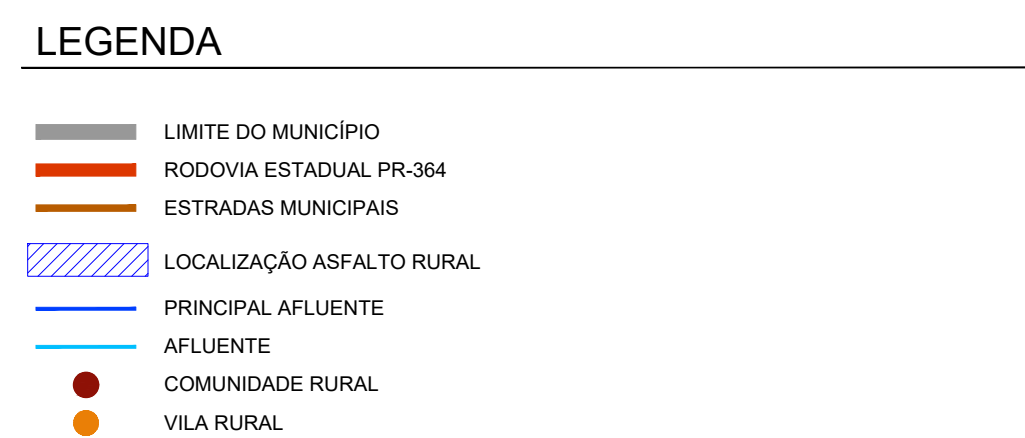 LEGENDA
LIMITE DO MUNICÍPIO
RODOVIA ESTADUAL PR-364
ESTRADAS MUNICIPAIS
LOCALIZAÇÃO ASFALTO RURAL
PRINCIPAL AFLUENTE
AFLUENTE
COMUNIDADE RURAL
VILA RURAL